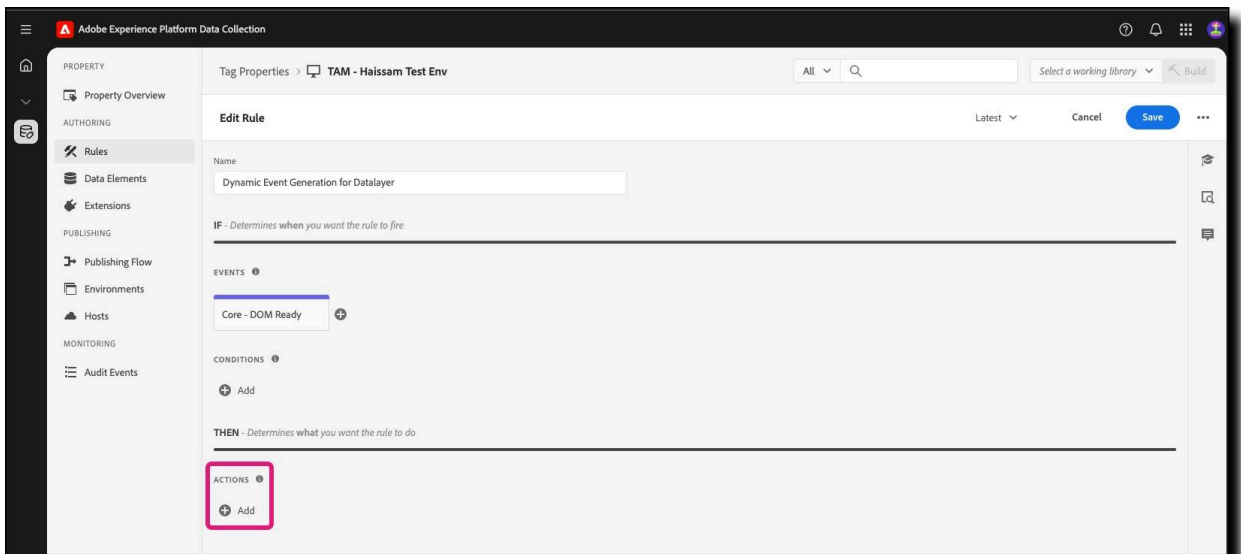 Adobe Experience Platform Data Collection
PROPERTY
Property Overview
AUTHORING
Rules
Data Elements
Extensions
PUBLISHING
Publishing Flow
Environments
Hosts
MONITORING
Audit Events
Tag Properties > TAM - Haissam Test Env
All
Select a working library
Build
Edit Rule
Latest
Cancel
Save
Name
Dynamic Event Generation for Datalayer
IF - Determines when you want the rule to fire
EVENTS
Core - DOM Ready
CONDITIONS
Add
THEN - Determines what you want the rule to do
ACTIONS
Add